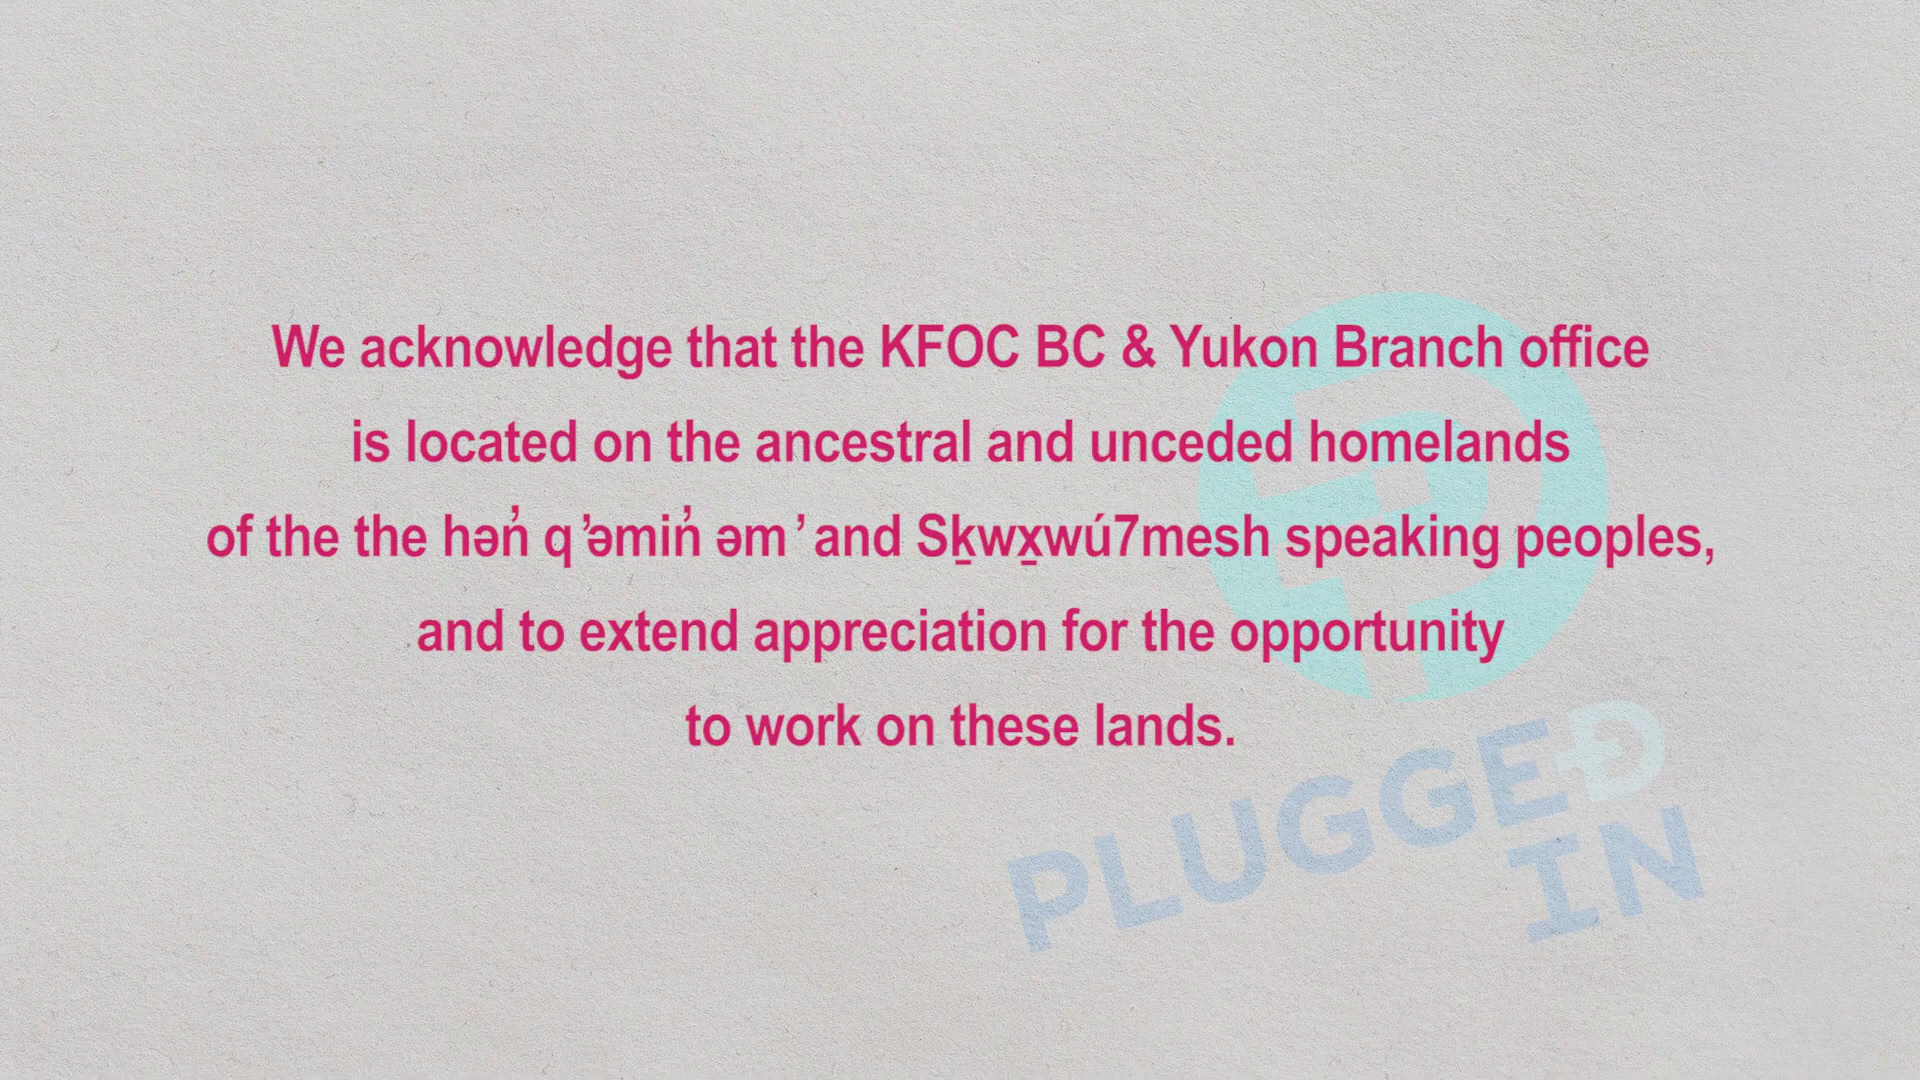 We acknowledge that the KFOC BC & Yukon Branch office
is located on the ancestral and unceded homelands
of the the hən̓ q ̓əmin̓ əm ̓ and Sḵwx̱wú7mesh speaking peoples,
and to extend appreciation for the opportunity
to work on these lands.
PLUGGED
IN